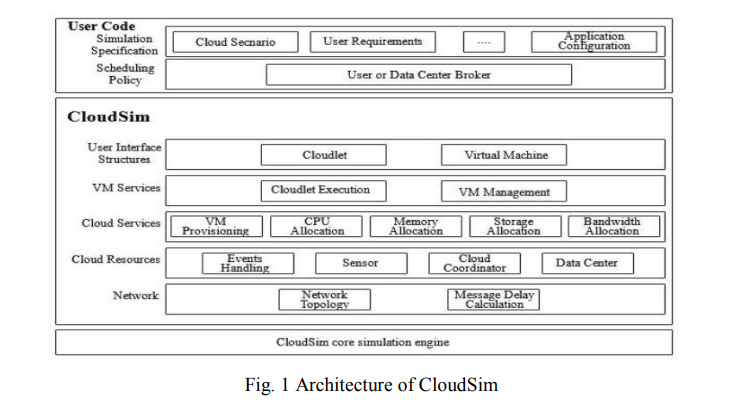 User Code
Simulation
Specification
Cloud Secnario
User Requirements
....
Application
Configuration
Scheduling
Policy
User or Data Center Broker
CloudSim
User Interface
Structures
Cloudlet
Virtual Machine
VM Services
Cloudlet Execution
VM Management
Cloud Services
VM
Provisioning
CPU
Allocation
Memory
Allocation
Storage
Allocation
Bandwidth
Allocation
Cloud Resources
Events
Handling
Sensor
Cloud
Coordinator
Data Center
Network
Network
Topology
Message Delay
Calculation
CloudSim core simulation engine
Fig. 1 Architecture of CloudSim